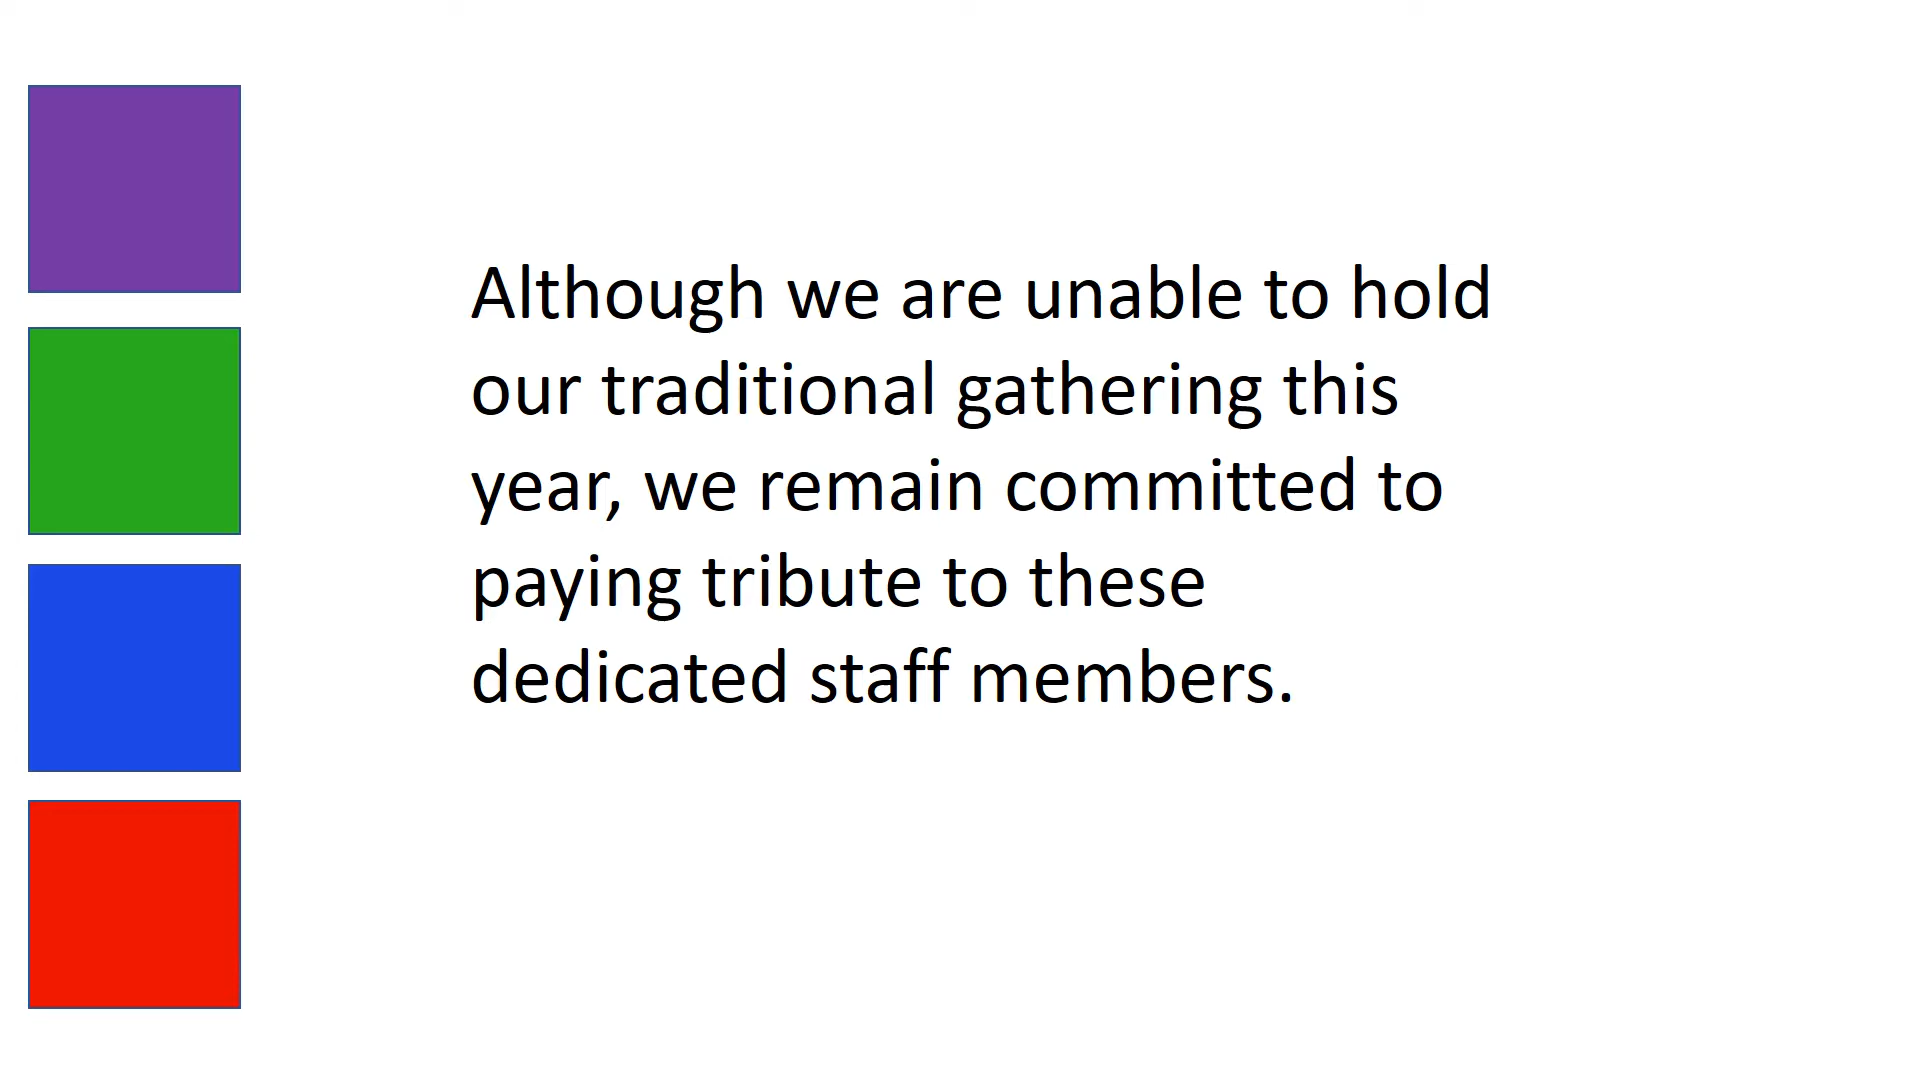 Although we are unable to hold
our traditional gathering this
year, we remain committed to
paying tribute to these
dedicated staff members.